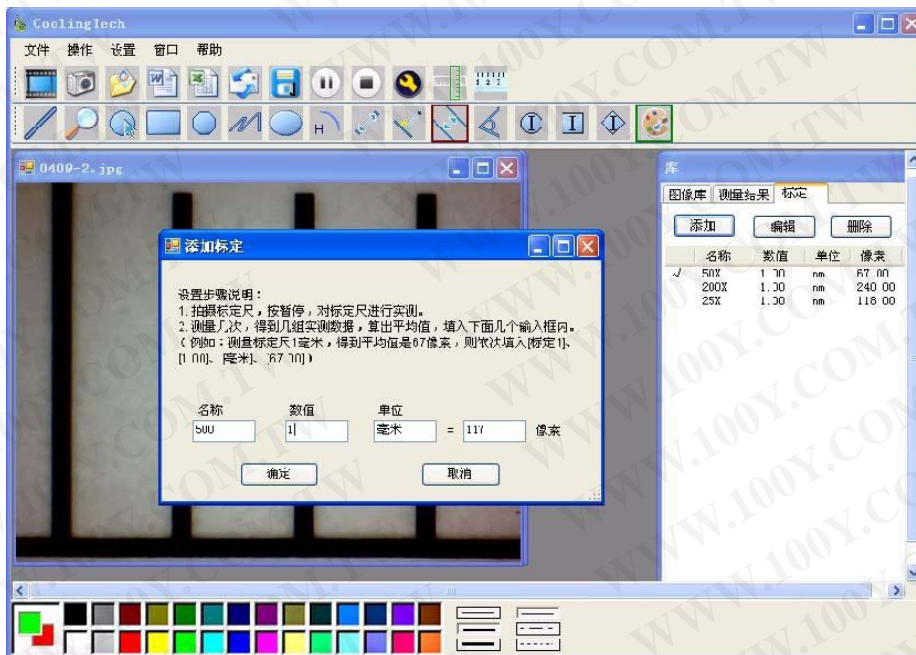 CoolingTech
文件 操作 设置 窗口 帮助
0409-2.jpg
库
图像库 测量结果 标定
添加 编辑 删除
名称 数值 单位 像素
√ 50X 1.00 mm 67.00
200X 1.00 mm 240.00
25X 1.00 mm 118.00
添加标定
设置步骤说明：
1. 拍摄标定尺，按暂停，对标定尺进行实测。
2. 测量几次，得到几组实测数据，算出平均值，填入下面几个输入框内。
（例如：测量标定尺1毫米，得到平均值是67像素，则依次填入[标定1]、
[1.00]、[毫米]、[67.00]）
名称 数值 单位
500 1 毫米 = 117 像素
确定 取消
WWW.100Y.COM.TW